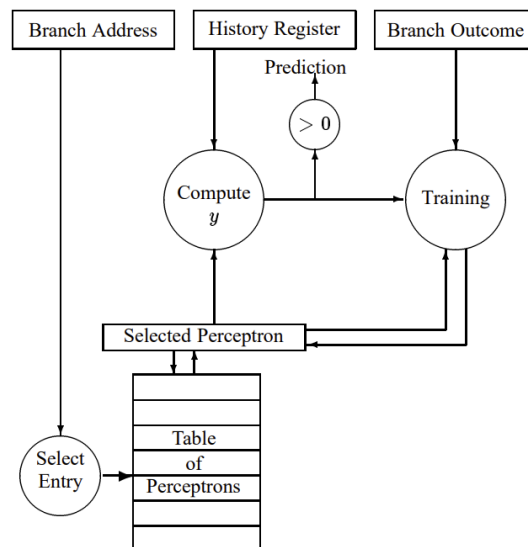 Branch Address
History Register
Branch Outcome
Prediction
> 0
Compute
y
Training
Selected Perceptron
Table
of
Perceptrons
Select
Entry